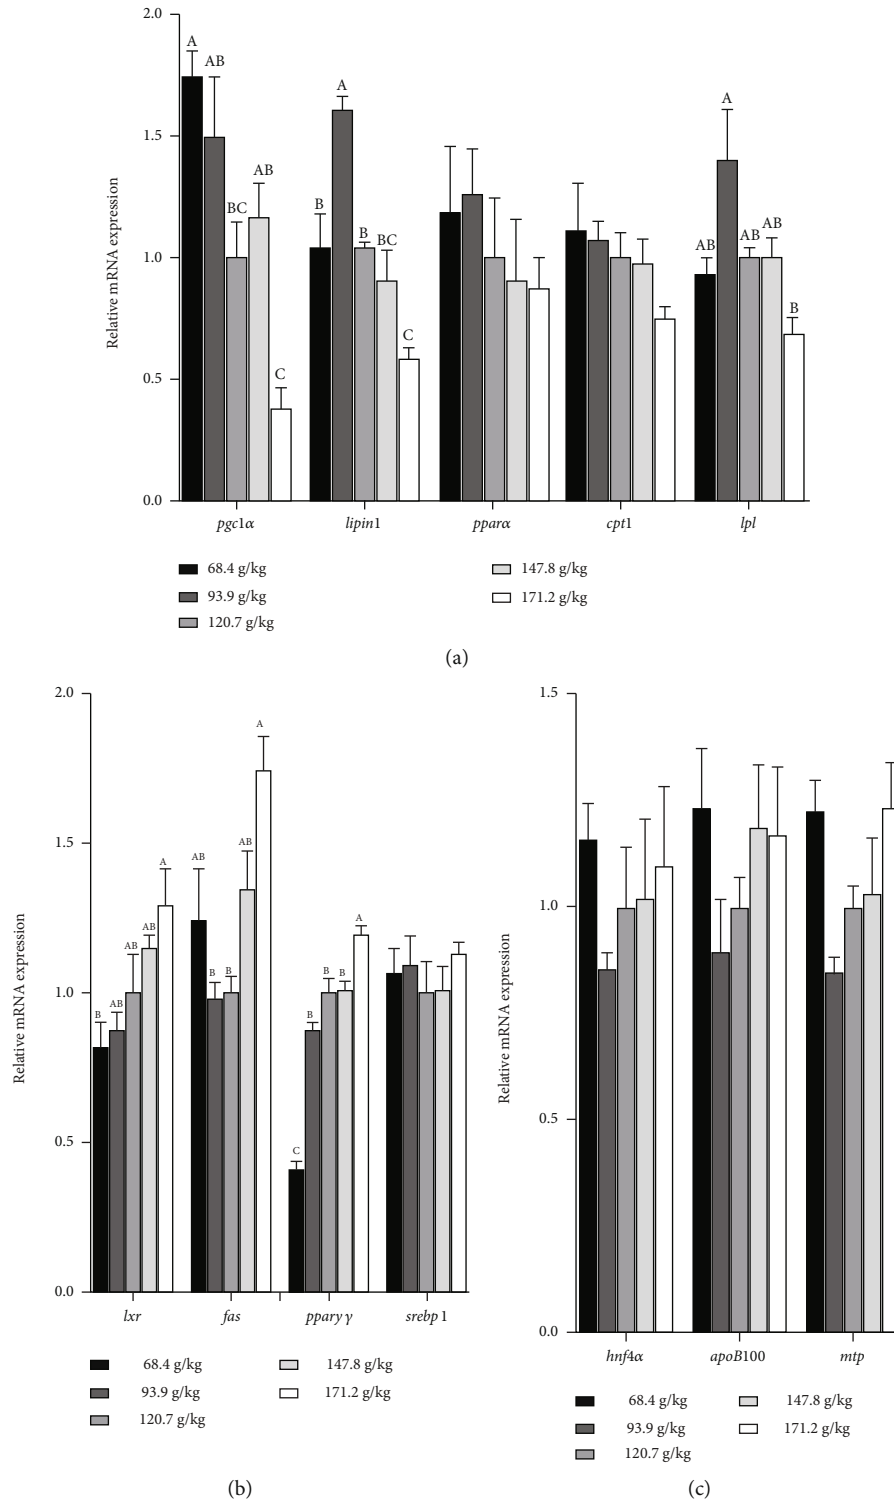 2.0
A
AB
A
A
1.5
AB
B
BC
B
BC
AB
AB
AB
1.0
C
C
B
0.5
0.0
Relative mRNA expression
pgc1α
lipin1
pparα
cpt1
lpl
68.4 g/kg
93.9 g/kg
120.7 g/kg
147.8 g/kg
171.2 g/kg
(a)
2.0
A
1.5
AB
AB
A
AB
AB
B
AB
B
B
B
B
B
A
1.0
C
0.5
0.0
Relative mRNA expression
lxr
fas
ppary γ
srebp 1
68.4 g/kg
93.9 g/kg
120.7 g/kg
147.8 g/kg
171.2 g/kg
(b)
1.5
1.0
0.5
0.0
Relative mRNA expression
hnf4α
apoB100
mtp
68.4 g/kg
93.9 g/kg
120.7 g/kg
147.8 g/kg
171.2 g/kg
(c)